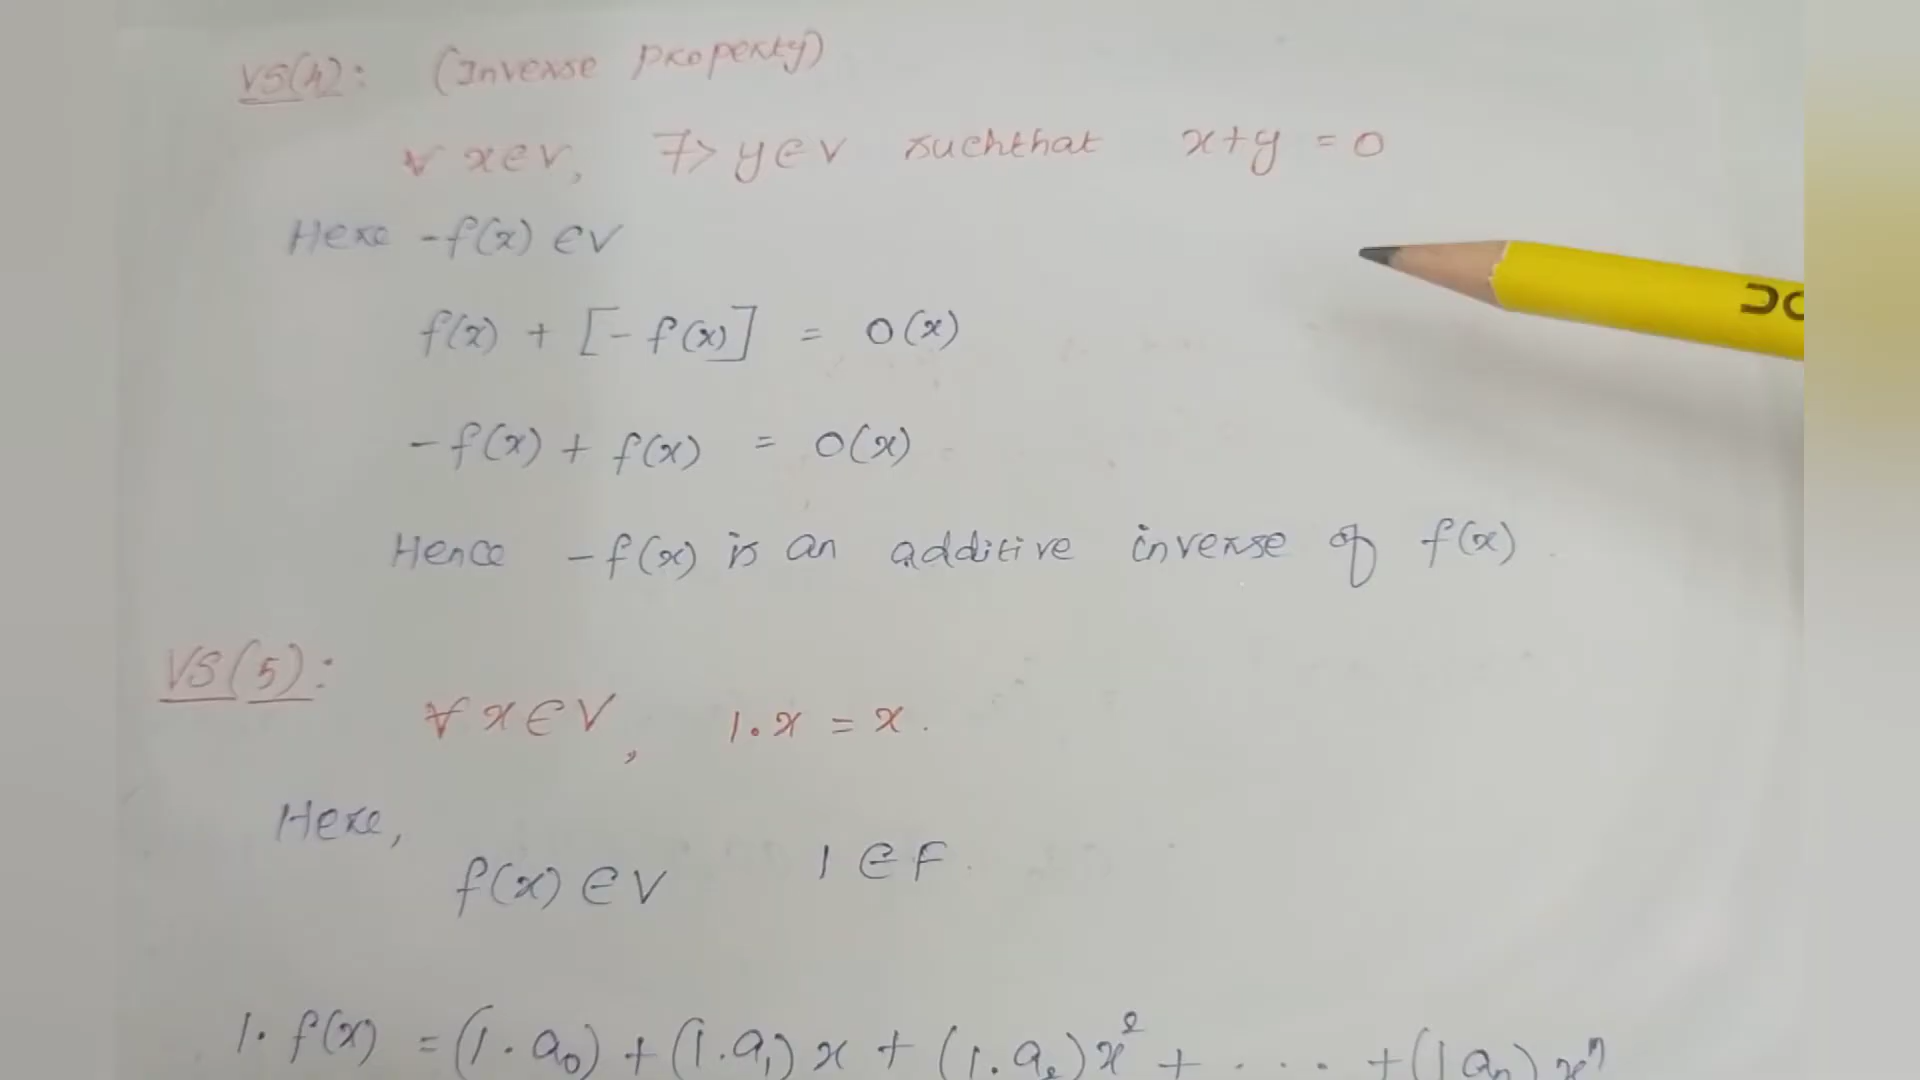 VS(4): (Inverse property)
∀ x∈V, ∃> y∈V suchthat x+y = 0
Here -f(x) ∈V
f(x) + [-f(x)] = 0(x)
-f(x) + f(x) = 0(x)
Hence -f(x) is an additive inverse of f(x)
VS(5):
∀ x∈V, 1.x = x.
Here,
f(x) ∈ V 1 ∈ F.
1. f(x) = (1. a₀) + (1.a₁) x + (1. a₂) x² + .... + (1 aₙ) xⁿ